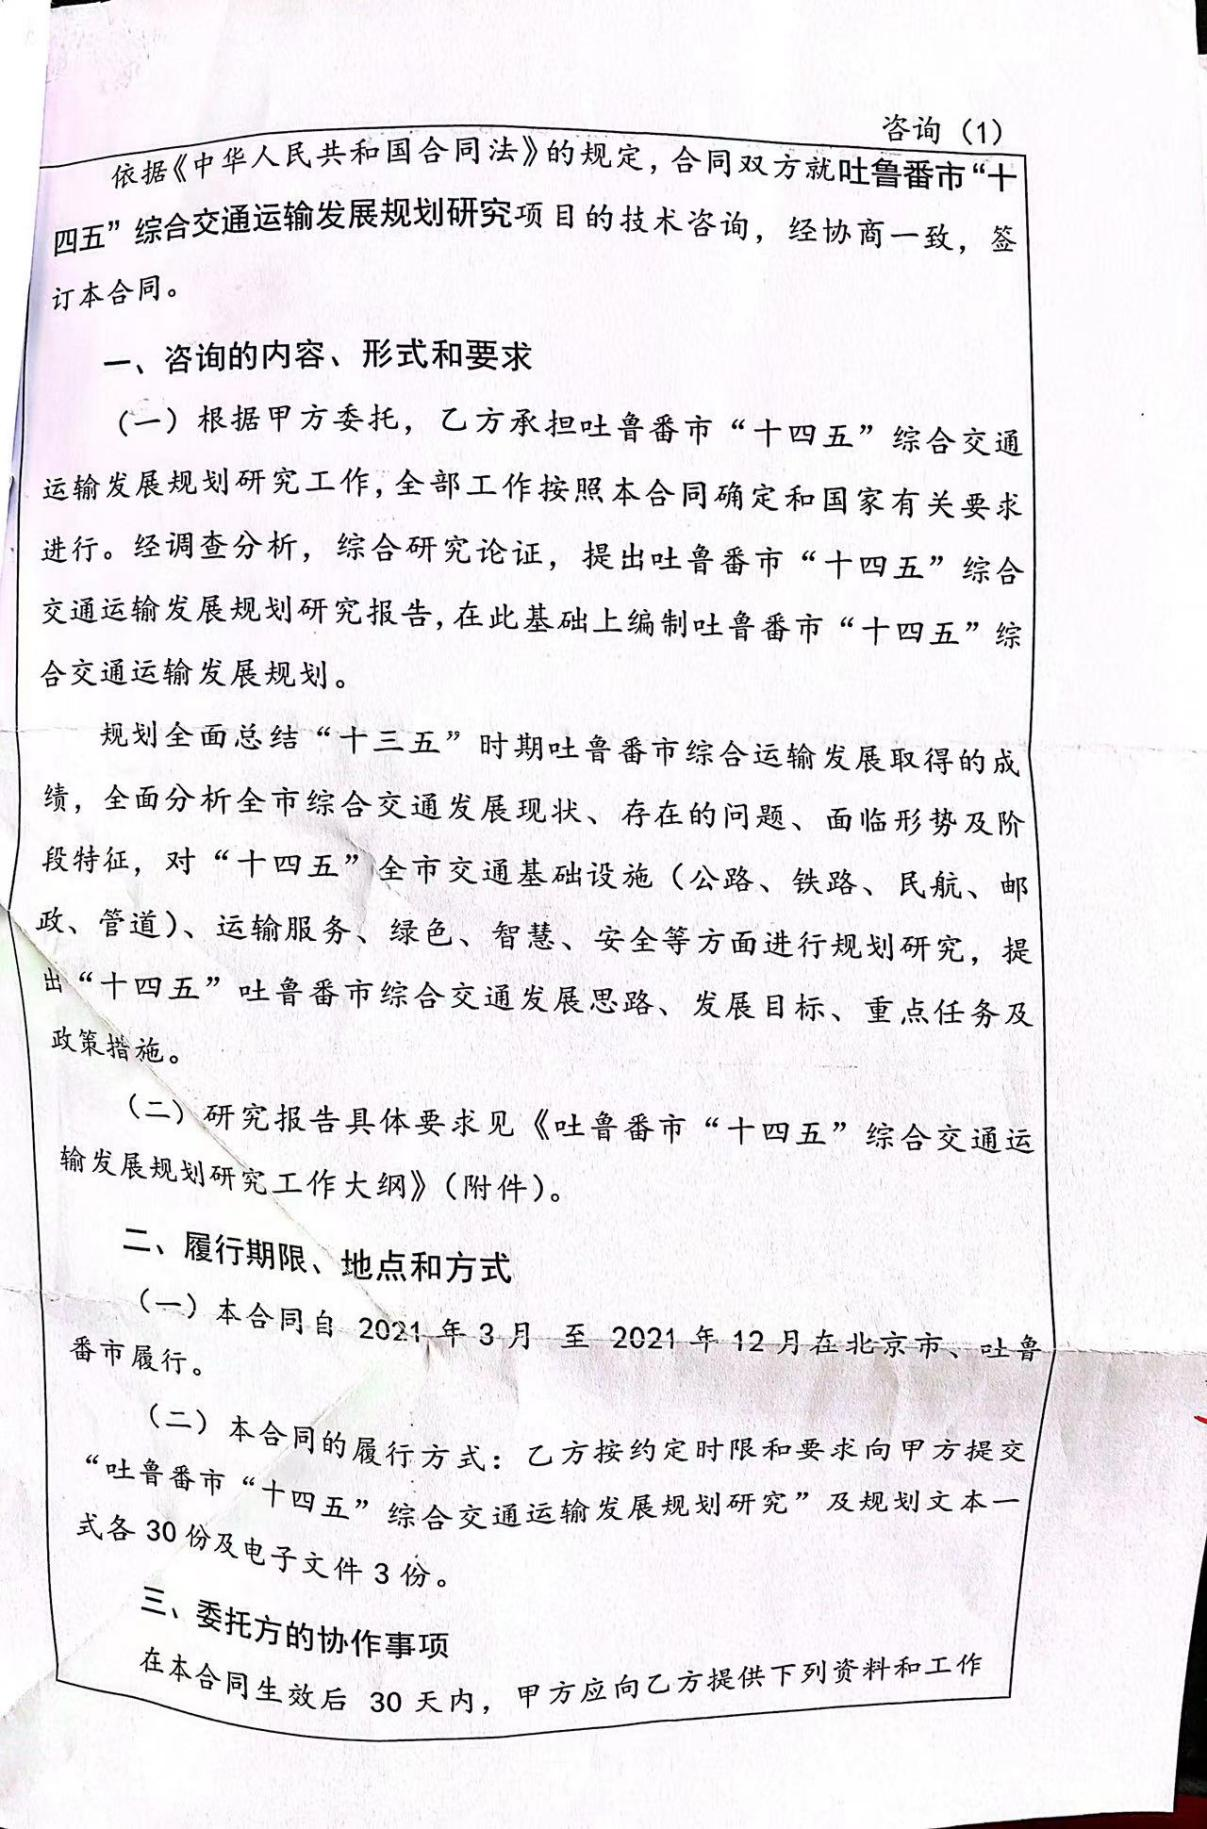 咨询（1）
依据《中华人民共和国合同法》的规定，合同双方就吐鲁番市“十
四五”综合交通运输发展规划研究项目的技术咨询，经协商一致，签
订本合同。
一、咨询的内容、形式和要求
（一）根据甲方委托，乙方承担吐鲁番市“十四五”综合交通
运输发展规划研究工作，全部工作按照本合同确定和国家有关要求
进行。经调查分析，综合研究论证，提出吐鲁番市“十四五”综合
交通运输发展规划研究报告，在此基础上编制吐鲁番市“十四五”综
合交通运输发展规划。
规划全面总结“十三五”时期吐鲁番市综合运输发展取得的成
绩，全面分析全市综合交通发展现状、存在的问题、面临形势及阶
段特征，对“十四五”全市交通基础设施（公路、铁路、民航、邮
政、管道）、运输服务、绿色、智慧、安全等方面进行规划研究，提
出“十四五”吐鲁番市综合交通发展思路、发展目标、重点任务及
政策措施。
（二）研究报告具体要求见《吐鲁番市“十四五”综合交通运
输发展规划研究工作大纲》（附件）。
二、履行期限、地点和方式
（一）本合同自 2021 年 3 月 至 2021 年 12 月在北京市、吐鲁
番市履行。
（二）本合同的履行方式：乙方按约定时限和要求向甲方提交
“吐鲁番市“十四五”综合交通运输发展规划研究”及规划文本一
式各 30 份及电子文件 3 份。
三、委托方的协作事项
在本合同生效后 30 天内，甲方应向乙方提供下列资料和工作